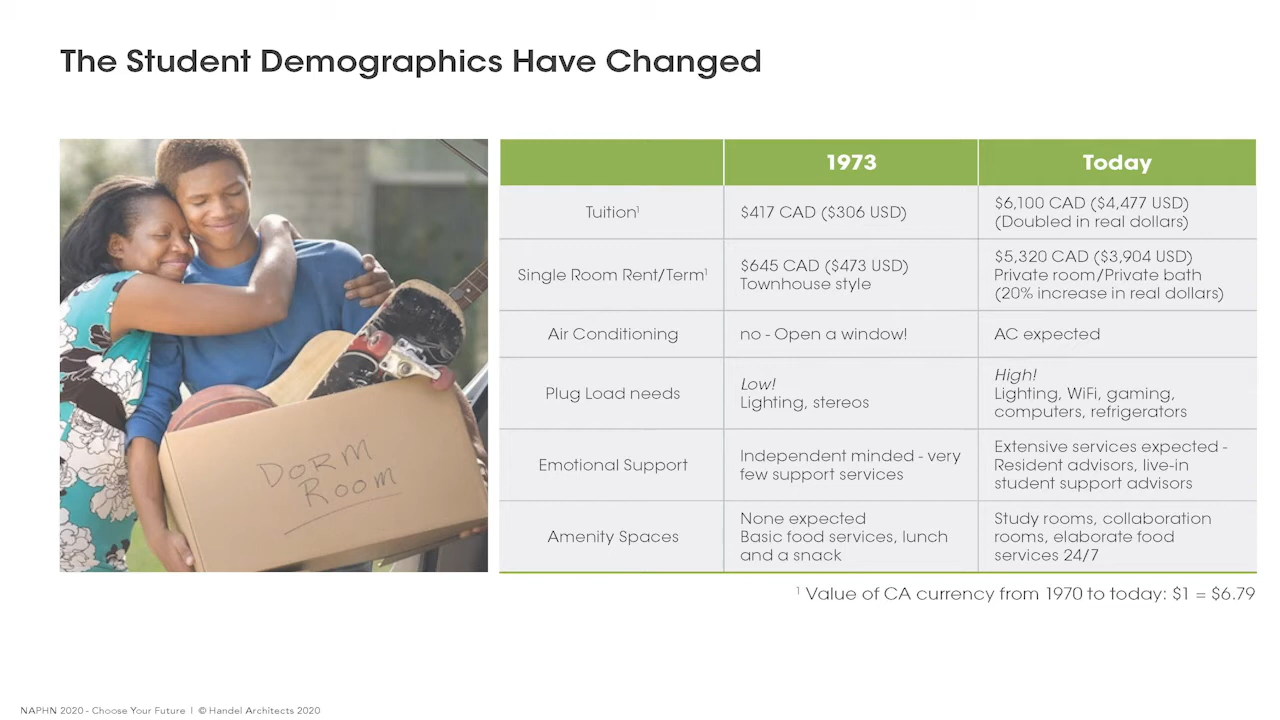 The Student Demographics Have Changed
DORM
ROOM
1973
Today
Tuition¹
$417 CAD ($306 USD)
$6,100 CAD ($4,477 USD)
(Doubled in real dollars)
Single Room Rent/Term¹
$645 CAD ($473 USD)
Townhouse style
$5,320 CAD ($3,904 USD)
Private room/Private bath
(20% increase in real dollars)
Air Conditioning
no - Open a window!
AC expected
Plug Load needs
Low!
Lighting, stereos
High!
Lighting, WiFi, gaming,
computers, refrigerators
Emotional Support
Independent minded - very
few support services
Extensive services expected -
Resident advisors, live-in
student support advisors
Amenity Spaces
None expected
Basic food services, lunch
and a snack
Study rooms, collaboration
rooms, elaborate food
services 24/7
¹ Value of CA currency from 1970 to today: $1 = $6.79
NAPHN 2020 - Choose Your Future | © Handel Architects 2020